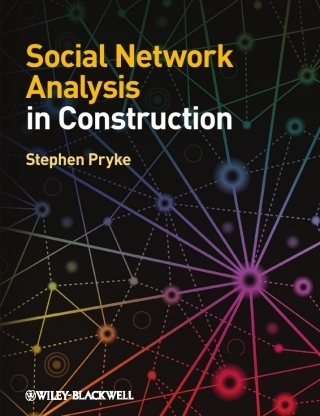 Social Network
Analysis
in Construction
Stephen Pryke
WILEY-BLACKWELL